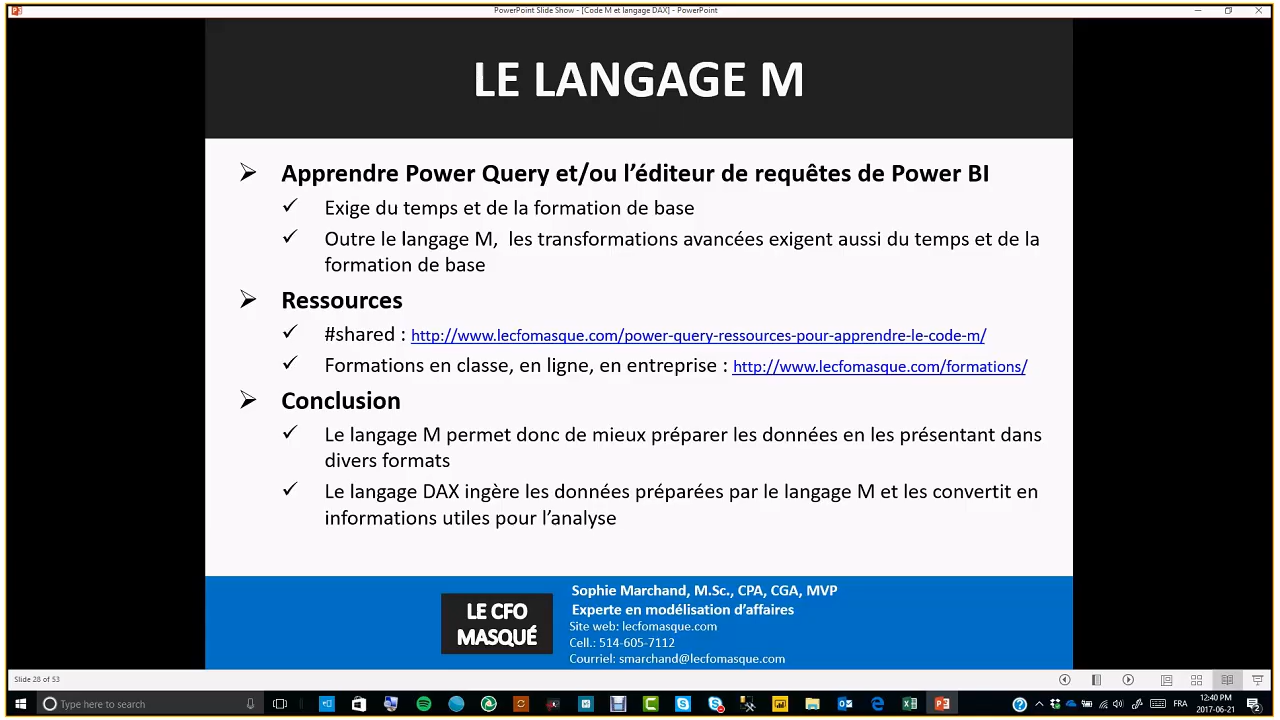 PowerPoint Slide Show - [Code M et langage DAX] - PowerPoint
LE LANGAGE M
Apprendre Power Query et/ou l’éditeur de requêtes de Power BI
Exige du temps et de la formation de base
Outre le langage M,  les transformations avancées exigent aussi du temps et de la
formation de base
Ressources
#shared : http://www.lecfomasque.com/power-query-ressources-pour-apprendre-le-code-m/
Formations en classe, en ligne, en entreprise : http://www.lecfomasque.com/formations/
Conclusion
Le langage M permet donc de mieux préparer les données en les présentant dans
divers formats
Le langage DAX ingère les données préparées par le langage M et les convertit en
informations utiles pour l’analyse
LE CFO
MASQUÉ
Sophie Marchand, M.Sc., CPA, CGA, MVP
Experte en modélisation d’affaires
Site web: lecfomasque.com
Cell.: 514-605-7112
Courriel: smarchand@lecfomasque.com
Slide 28 of 53
Type here to search
FRA
12:40 PM
2017-06-21